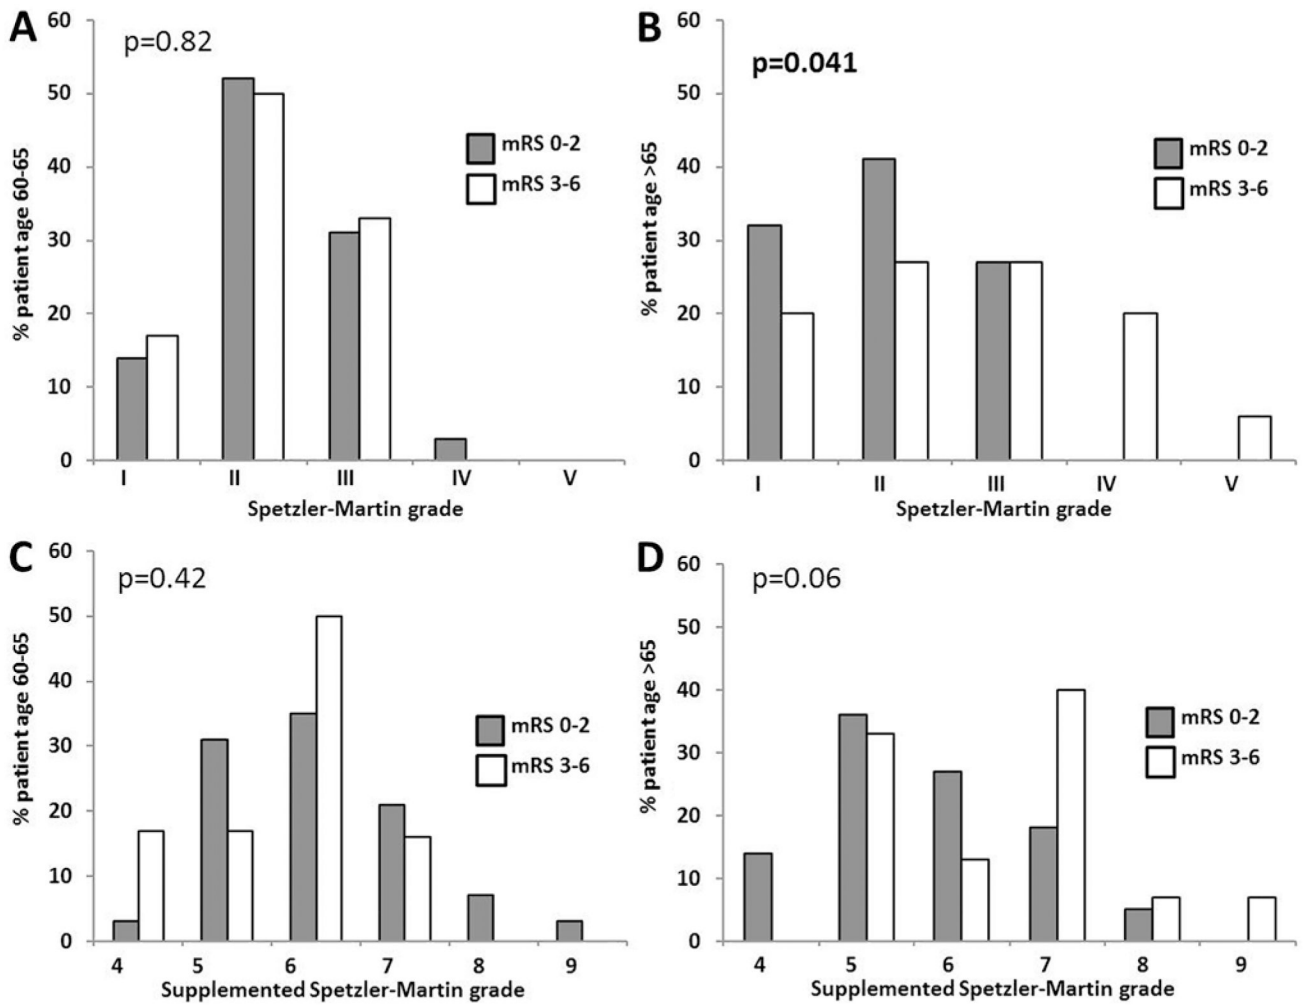 A
p=0.82
% patient age 60-65
60
50
40
30
20
10
0
mRS 0-2
mRS 3-6
I II III IV V
Spetzler-Martin grade
B
p=0.041
% patient age >65
60
50
40
30
20
10
0
mRS 0-2
mRS 3-6
I II III IV V
Spetzler-Martin grade
C
p=0.42
% patient age 60-65
60
50
40
30
20
10
0
mRS 0-2
mRS 3-6
4 5 6 7 8 9
Supplemented Spetzler-Martin grade
D
p=0.06
% patient age >65
60
50
40
30
20
10
0
mRS 0-2
mRS 3-6
4 5 6 7 8 9
Supplemented Spetzler-Martin grade